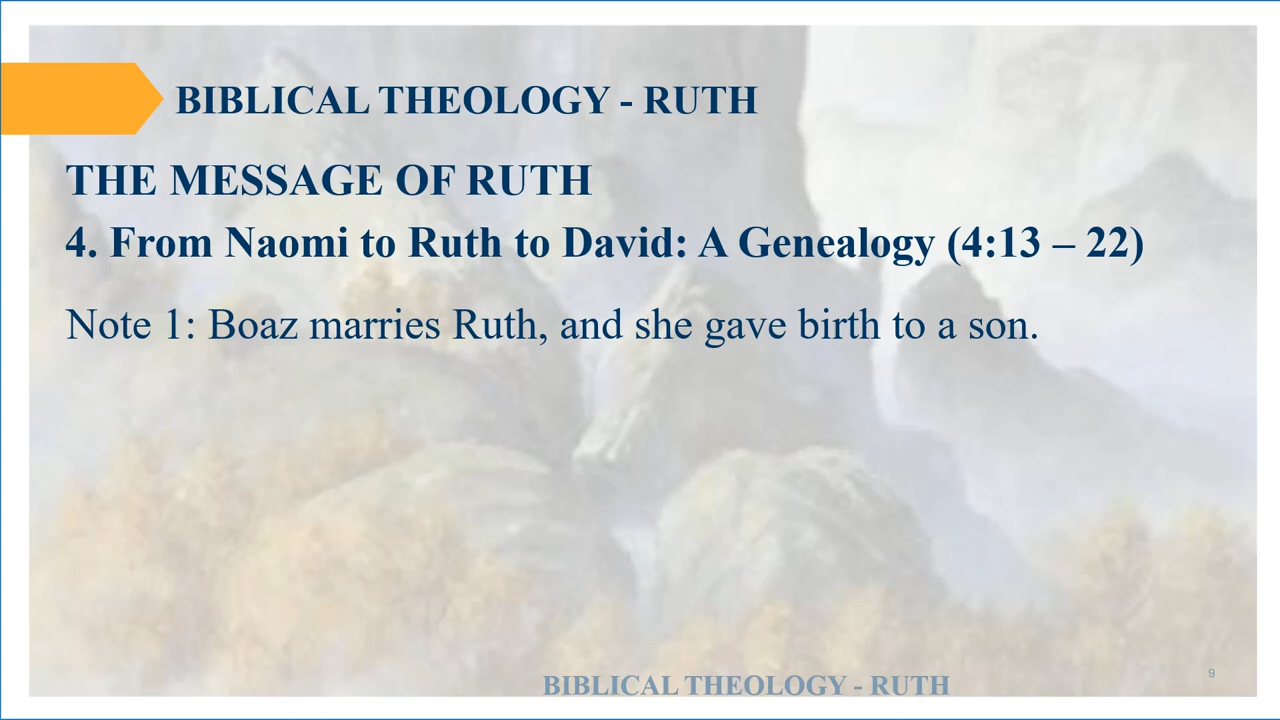 BIBLICAL THEOLOGY - RUTH
THE MESSAGE OF RUTH
4. From Naomi to Ruth to David: A Genealogy (4:13 – 22)
Note 1: Boaz marries Ruth, and she gave birth to a son.
BIBLICAL THEOLOGY - RUTH
9